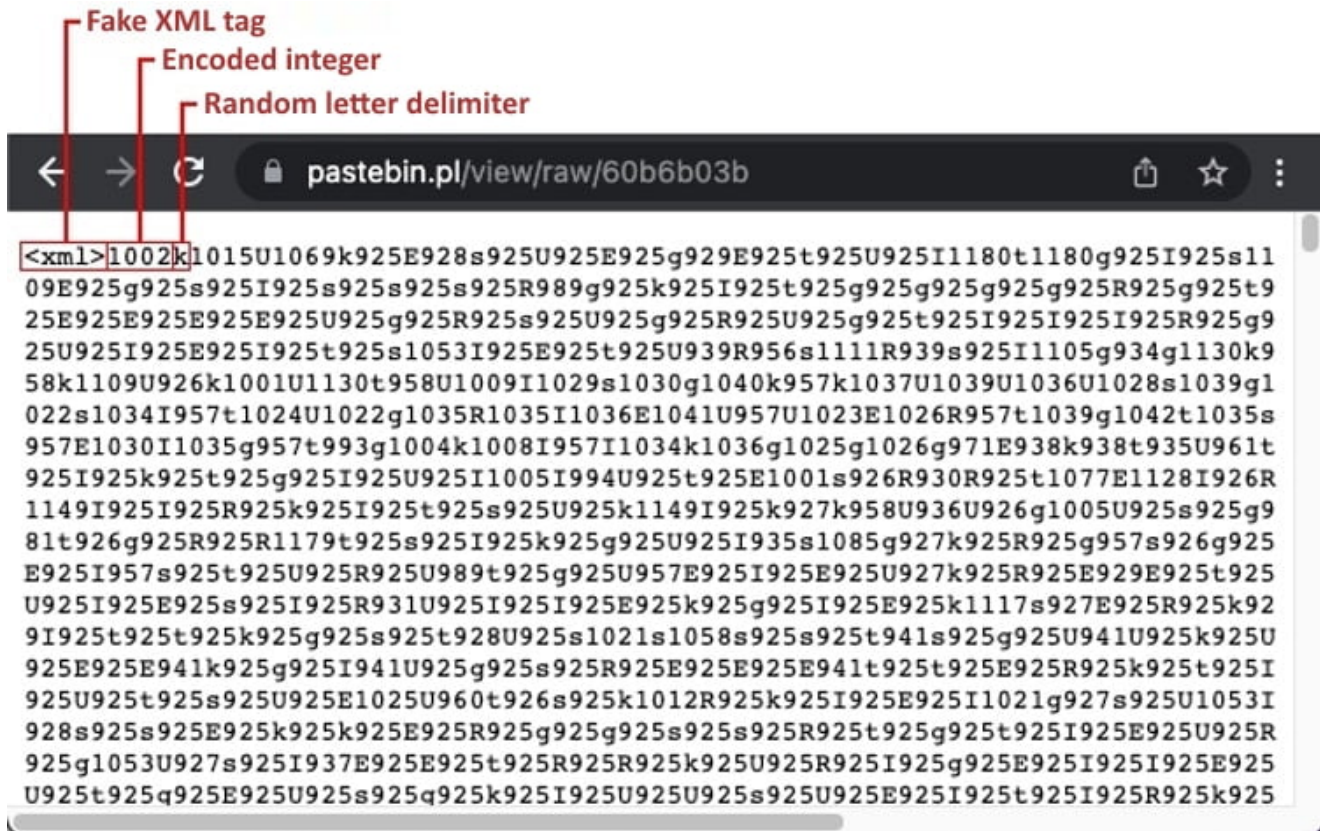 Fake XML tag
Encoded integer
Random letter delimiter
pastebin.pl/view/raw/60b6b03b
<xml>1002k1015U1069k925E928s925U925E925g929E925t925U925I1180t1180g925I925s11
09E925g925s925I925s925s925s925R989g925k925I925t925g925g925g925g925R925g925t9
25E925E925E925E925U925g925R925s925U925g925R925U925g925t925I925I925I925R925g9
25U925I925E925I925t925s1053I925E925t925U939R956s1111R939s925I1105g934g1130k9
58k1109U926k1001U1130t958U1009I1029s1030g1040k957k1037U1039U1036U1028s1039g1
022s1034I957t1024U1022g1035R1035I1036E1041U957U1023E1026R957t1039g1042t1035s
957E1030I1035g957t993g1004k1008I957I1034k1036g1025g1026g971E938k938t935U961t
925I925k925t925g925I925U925I1005I994U925t925E1001s926R930R925t1077E1128I926R
1149I925I925R925k925I925t925s925U925k1149I925k927k958U936U926g1005U925s925g9
81t926g925R925R1179t925s925I925k925g925U925I935s1085g927k925R925g957s926g925
E925I957s925t925U925R925U989t925g925U957E925I925E925U927k925R925E929E925t925
U925I925E925s925I925R931U925I925I925E925k925g925I925E925k1117s927E925R925k92
9I925t925t925k925g925s925t928U925s1021s1058s925s925t941s925g925U941U925k925U
925E925E941k925g925I941U925g925s925R925E925E925E941t925t925E925R925k925t925I
925U925t925s925U925E1025U960t926s925k1012R925k925I925E925I1021g927s925U1053I
928s925s925E925k925k925E925R925g925g925s925s925R925t925g925t925I925E925U925R
925g1053U927s925I937E925E925t925R925R925k925U925R925I925g925E925I925I925E925
U925t925g925E925U925s925g925k925I925U925U925s925U925E925I925t925I925R925k925